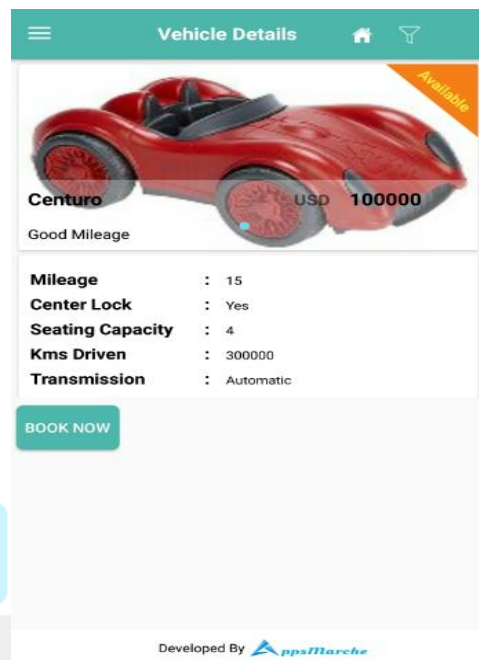 Vehicle Details
Available
Centuro USD 100000
Good Mileage
Mileage : 15
Center Lock : Yes
Seating Capacity : 4
Kms Driven : 300000
Transmission : Automatic
BOOK NOW
Developed By AppsMarche